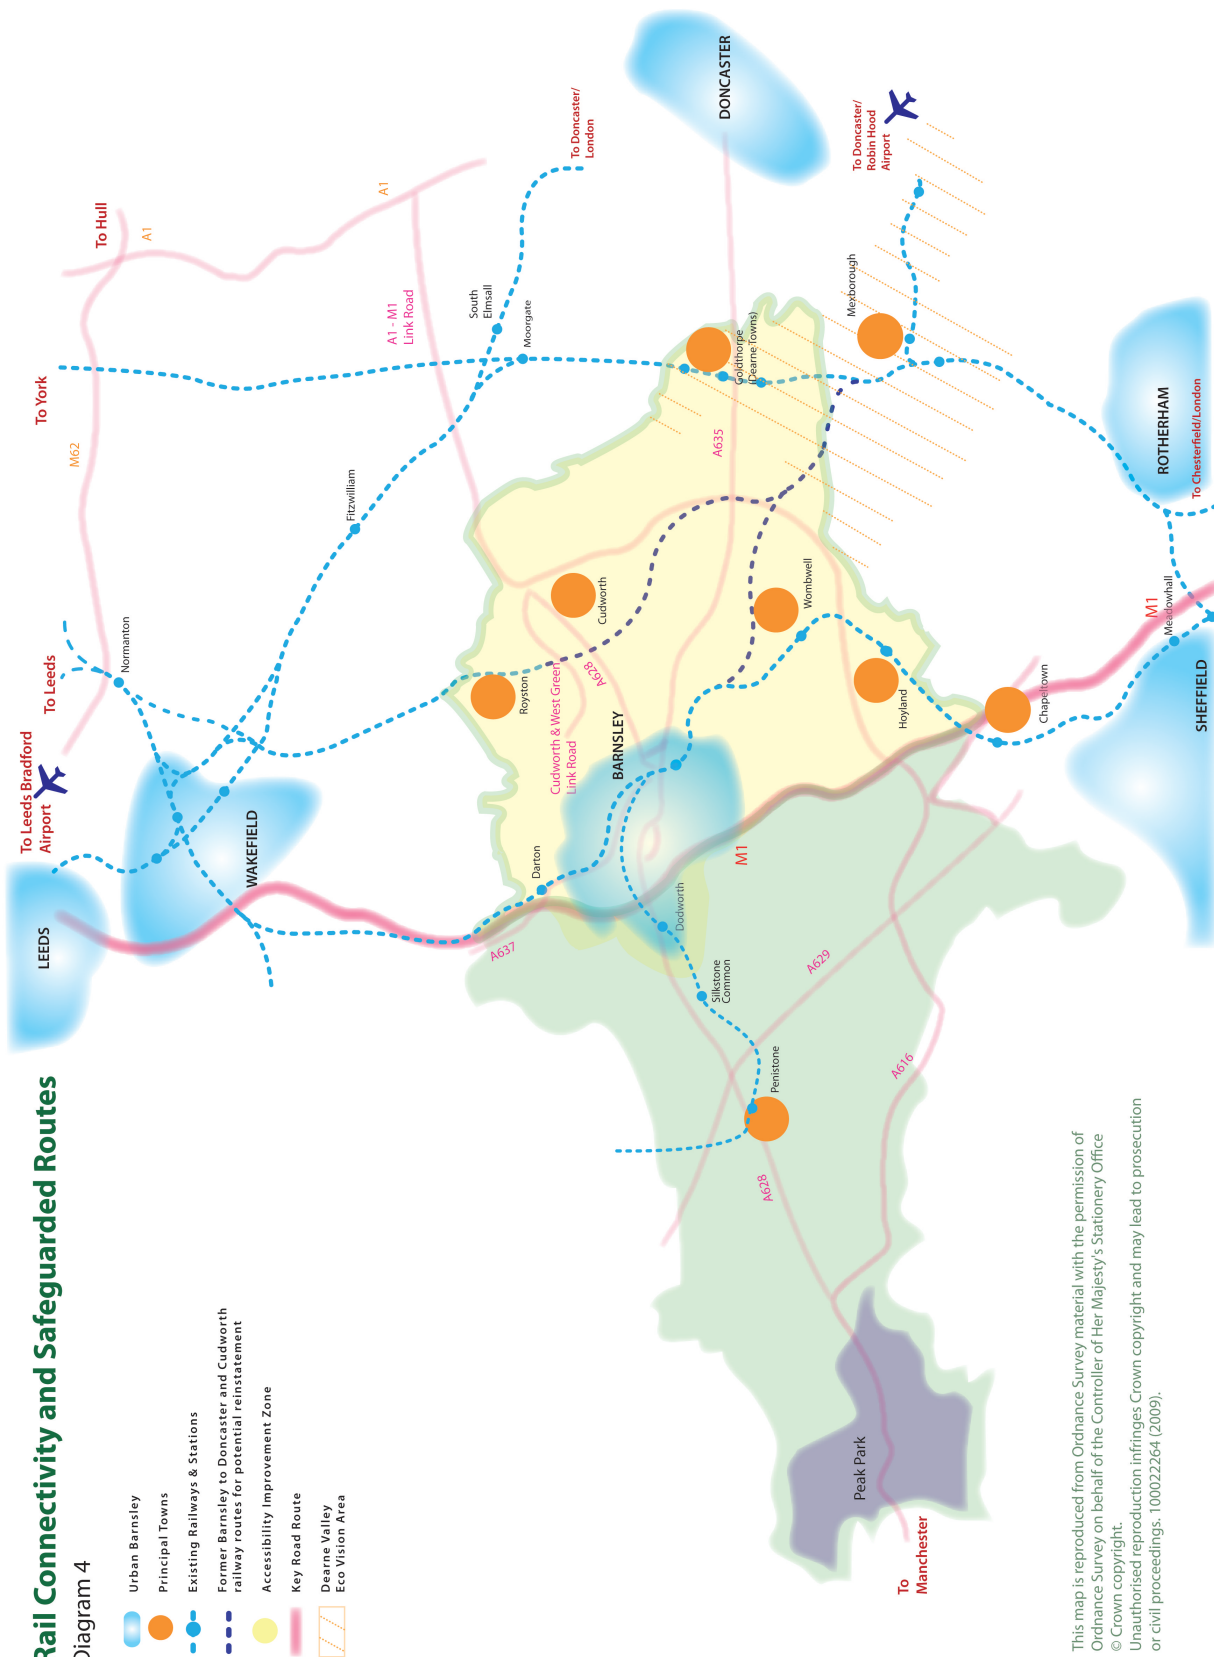 Rail Connectivity and Safeguarded Routes
Diagram 4
Urban Barnsley
Principal Towns
Existing Railways & Stations
Former Barnsley to Doncaster and Cudworth
railway routes for potential reinstatement
Accessibility Improvement Zone
Key Road Route
Dearne Valley
Eco Vision Area
LEEDS
To Leeds Bradford
Airport
To Leeds
To York
To Hull
M62
A1
A1
A1 - M1
Link Road
Normanton
WAKEFIELD
Fitzwilliam
South
Elmsall
Moorgate
To Doncaster/
London
DONCASTER
To Doncaster/
Robin Hood
Airport
Mexborough
Goldthorpe
(Dearne Towns)
A635
Cudworth
Royston
A628
Cudworth & West Green
Link Road
BARNSLEY
Wombwell
Hoyland
Darton
A637
Dodworth
M1
Silkstone
Common
A629
Penistone
A616
A628
Chapeltown
M1
Meadowhall
ROTHERHAM
To Chesterfield/London
SHEFFIELD
Peak Park
To
Manchester
This map is reproduced from Ordnance Survey material with the permission of
Ordnance Survey on behalf of the Controller of Her Majesty's Stationery Office
© Crown copyright.
Unauthorised reproduction infringes Crown copyright and may lead to prosecution
or civil proceedings. 100022264 (2009).